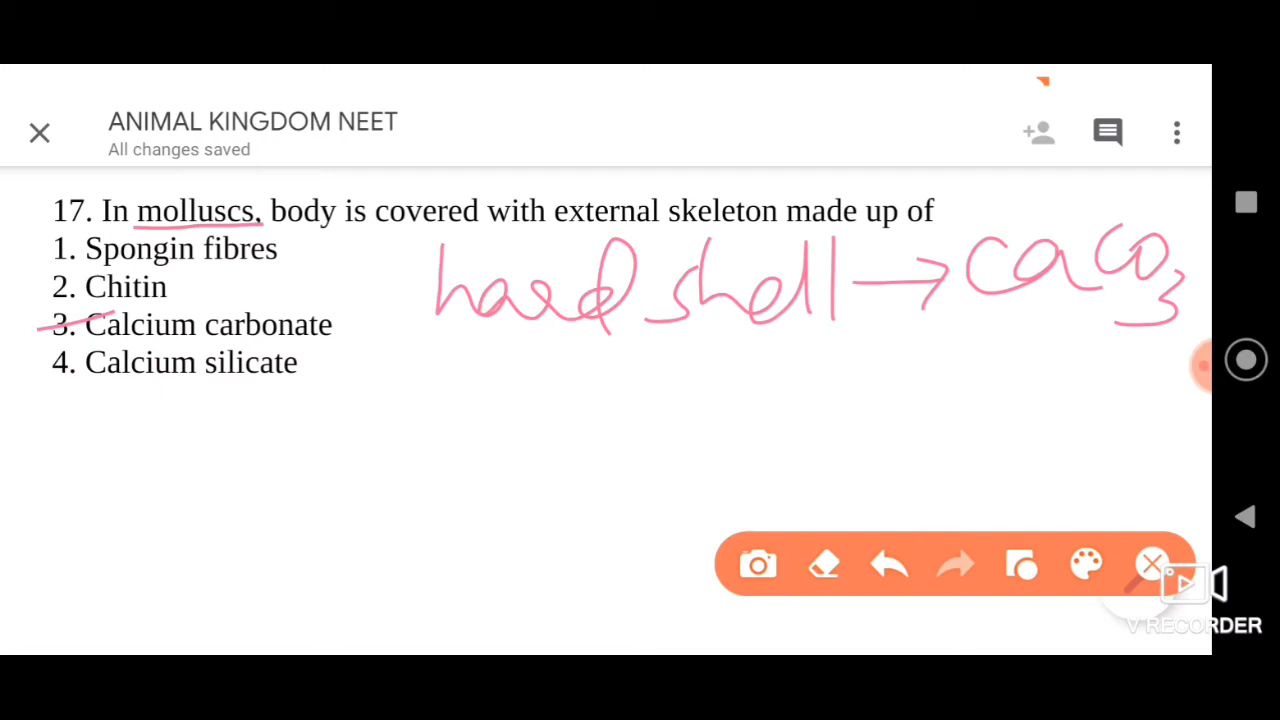 ANIMAL KINGDOM NEET
All changes saved
17. In molluscs, body is covered with external skeleton made up of
1. Spongin fibres
2. Chitin
3. Calcium carbonate
4. Calcium silicate
hard shell → CaCO3
V RECORDER